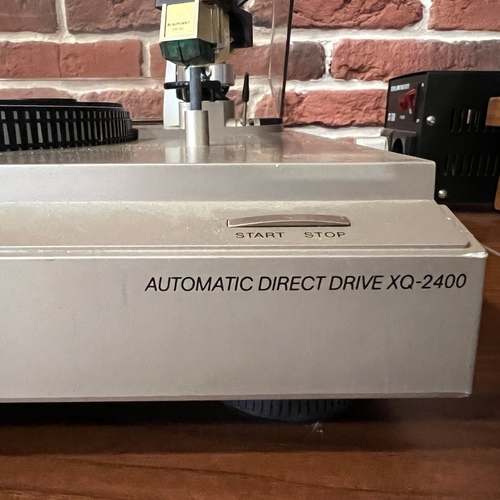 START STOP
AUTOMATIC DIRECT DRIVE XQ-2400